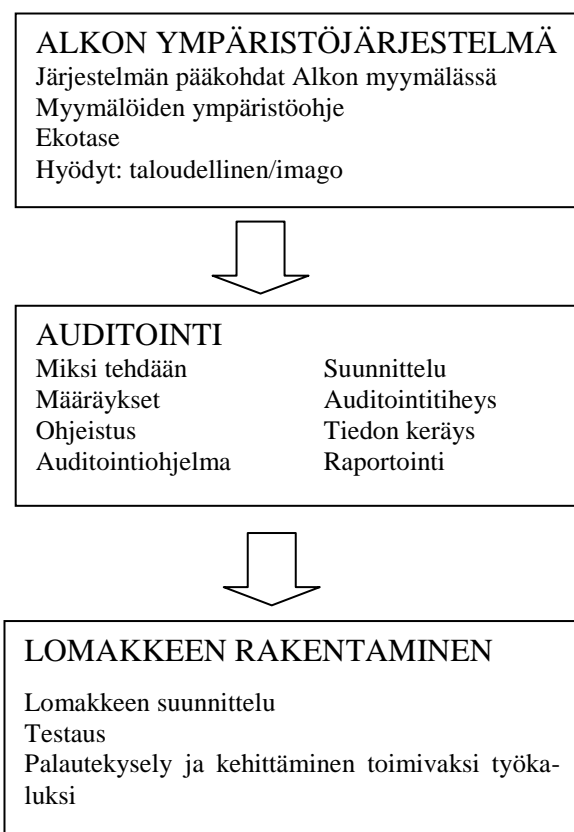 ALKON YMPÄRISTÖJÄRJESTELMÄ
Järjestelmän pääkohdat Alkon myymälässä
Myymälöiden ympäristöohje
Ekotase
Hyödyt: taloudellinen/imago
AUDITOINTI
Miksi tehdään
Määräykset
Ohjeistus
Auditointiohjelma
Suunnittelu
Auditointitiheys
Tiedon keräys
Raportointi
LOMAKKEEN RAKENTAMINEN
Lomakkeen suunnittelu
Testaus
Palautekysely ja kehittäminen toimivaksi työka-
luksi